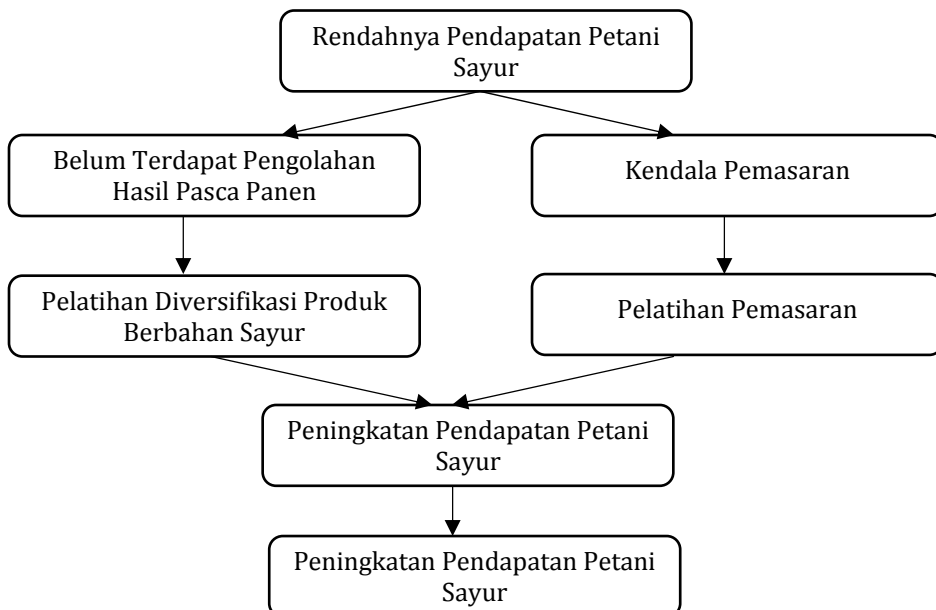 Rendahnya Pendapatan Petani
Sayur
Belum Terdapat Pengolahan
Hasil Pasca Panen
Kendala Pemasaran
Pelatihan Diversifikasi Produk
Berbahan Sayur
Pelatihan Pemasaran
Peningkatan Pendapatan Petani
Sayur
Peningkatan Pendapatan Petani
Sayur